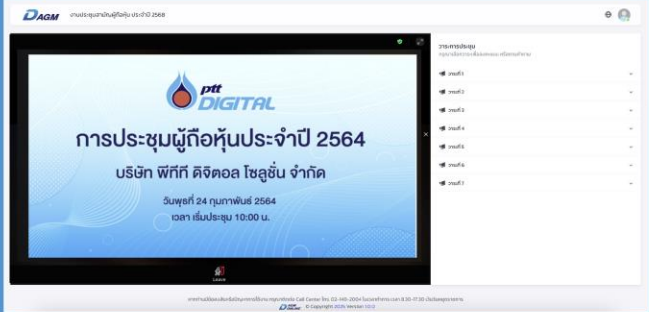 DAGM งานประชุมสามัญผู้ถือหุ้น ประจำปี 2568
วาระการประชุม
ptt
DIGITAL
การประชุมผู้ถือหุ้นประจำปี 2564
บริษัท พีทีที ดิจิตอล โซลูชั่น จำกัด
วันพุธที่ 24 กุมภาพันธ์ 2564
เวลา เริ่มประชุม 10:00 น.
วาระที่ 1
วาระที่ 2
วาระที่ 3
วาระที่ 4
วาระที่ 5
วาระที่ 6
วาระที่ 7
Leave
© Copyright 2025 Version 1.0.0